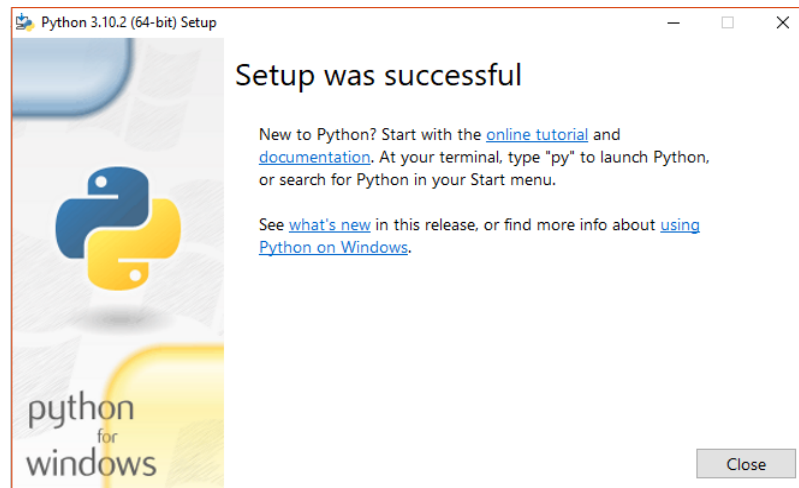 Python 3.10.2 (64-bit) Setup
Setup was successful
New to Python? Start with the online tutorial and
documentation. At your terminal, type "py" to launch Python,
or search for Python in your Start menu.
See what's new in this release, or find more info about using
Python on Windows.
python
for
windows
Close